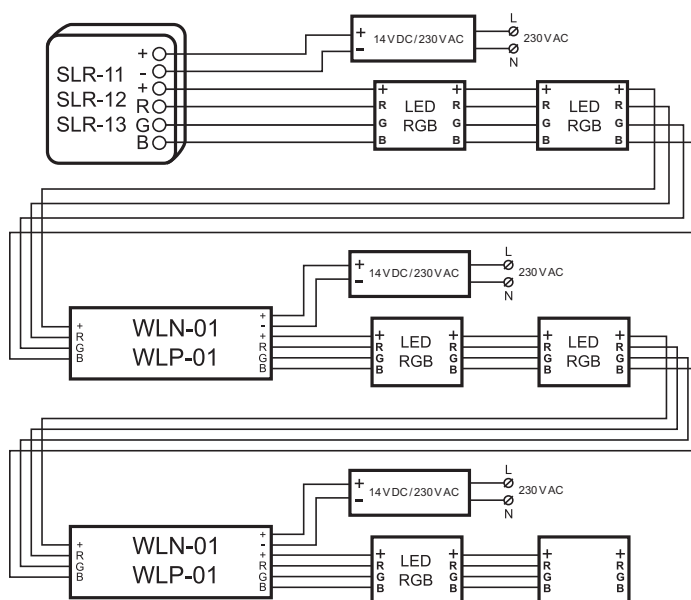 SLR-11
SLR-12
SLR-13
+
-
+
R
G
B
+
-
14VDC/230VAC
L
N
230VAC
+
R
G
B
LED
RGB
+
R
G
B
+
R
G
B
LED
RGB
+
R
G
B
+
R
G
B
WLN-01
WLP-01
+
-
+
R
G
B
+
-
14VDC/230VAC
L
N
230VAC
+
R
G
B
LED
RGB
+
R
G
B
+
R
G
B
LED
RGB
+
R
G
B
+
R
G
B
WLN-01
WLP-01
+
-
+
R
G
B
+
-
14VDC/230VAC
L
N
230VAC
+
R
G
B
LED
RGB
+
R
G
B
+
R
G
B
+
R
G
B